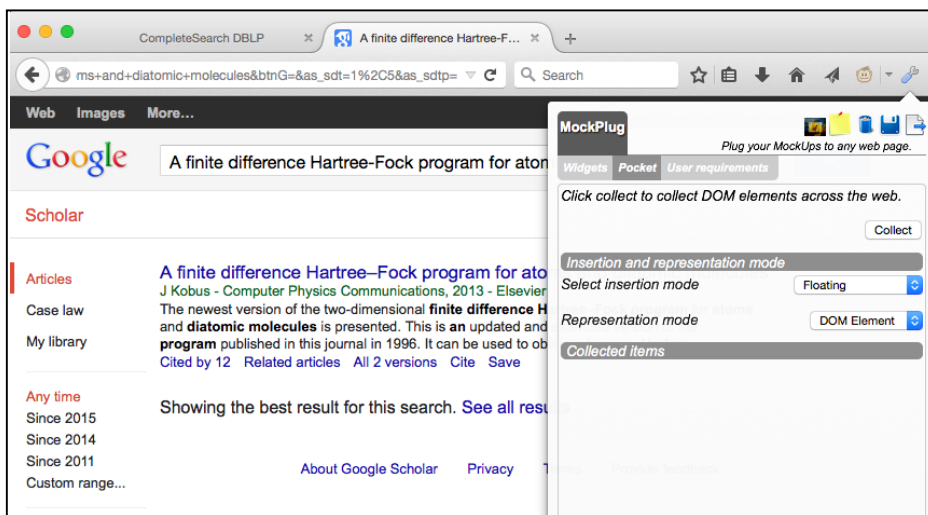 CompleteSearch DBLP
A finite difference Hartree-F...
ms+and+diatomic+molecules&btnG=&as_sdt=1%2C5&as_sdtp=
Search
Web Images More...
Google
A finite difference Hartree-Fock program for atom
Scholar
Articles
Case law
My library
Any time
Since 2015
Since 2014
Since 2011
Custom range...
A finite difference Hartree–Fock program for ato
J Kobus - Computer Physics Communications, 2013 - Elsevier
The newest version of the two-dimensional finite difference H
and diatomic molecules is presented. This is an updated and
program published in this journal in 1996. It can be used to ob
Cited by 12 Related articles All 2 versions Cite Save
Showing the best result for this search. See all results
About Google Scholar Privacy Terms Provide feedback
MockPlug
Plug your MockUps to any web page.
Widgets Pocket User requirements
Click collect to collect DOM elements across the web.
Collect
Insertion and representation mode
Select insertion mode Floating
Representation mode DOM Element
Collected items